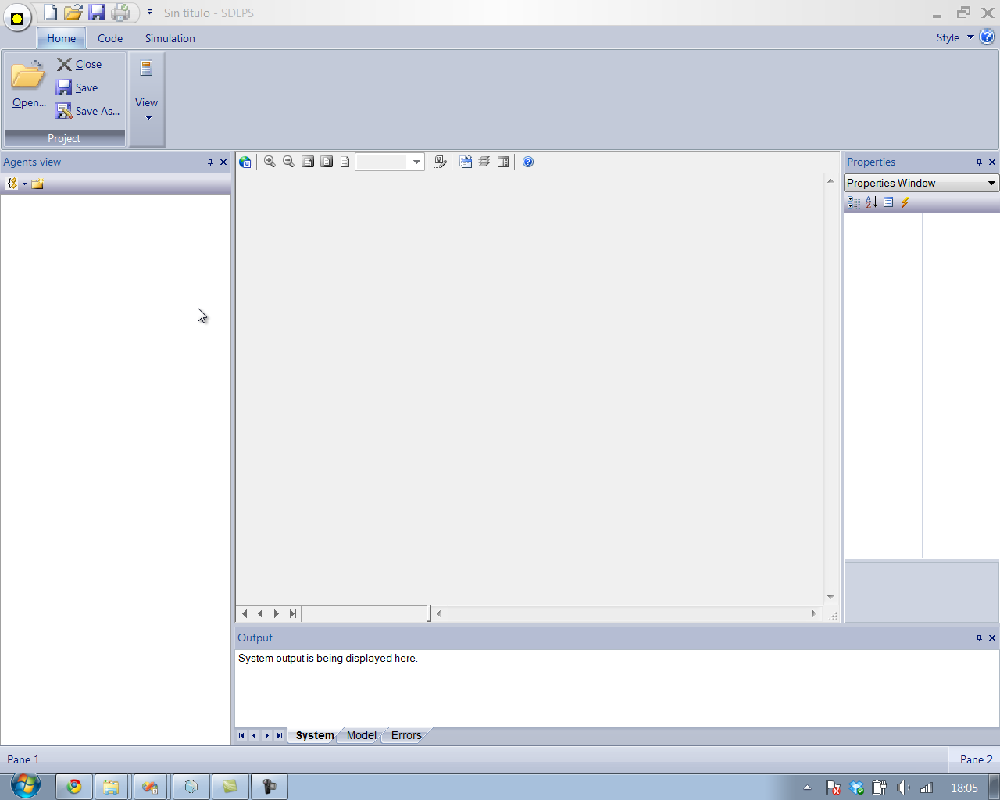 Sin título - SDLPS
Home Code Simulation Style
Open...
Close
Save
Save As...
View
Project
Agents view
Properties
Properties Window
Output
System output is being displayed here.
System Model Errors
Pane 1 Pane 2
18:05